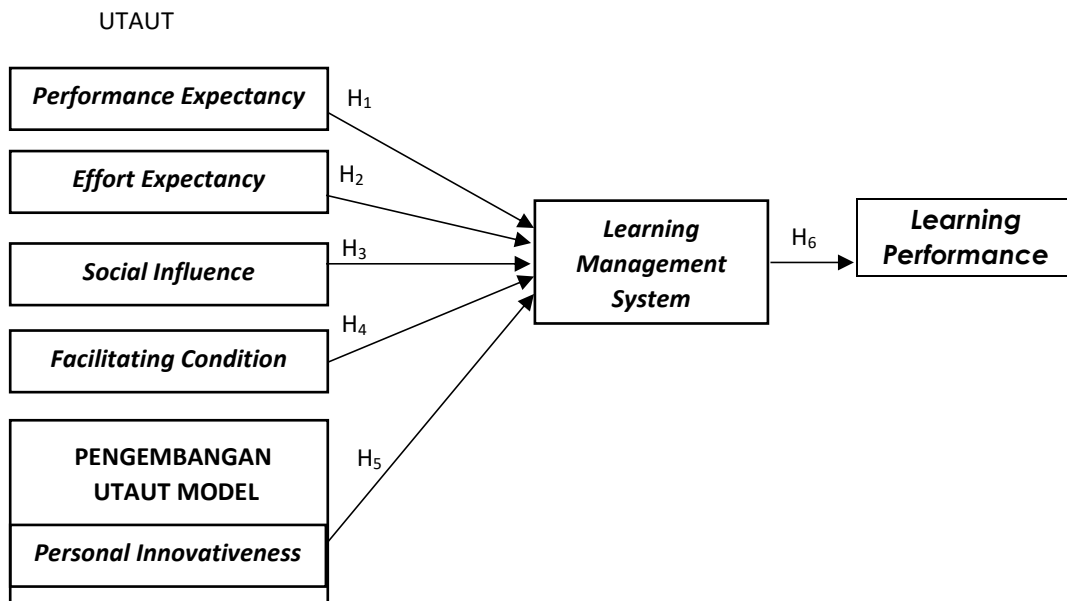 UTAUT
Performance Expectancy
H₁
Effort Expectancy
H₂
Social Influence
H₃
Facilitating Condition
H₄
PENGEMBANGAN
UTAUT MODEL
Personal Innovativeness
H₅
Learning
Management
System
H₆
Learning
Performance